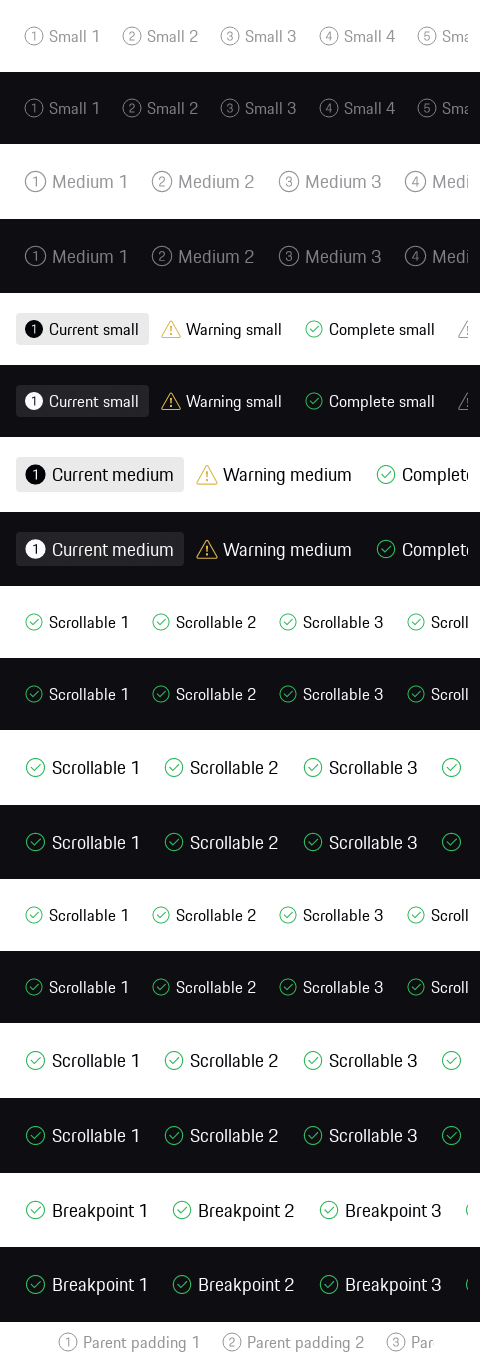 1 Small 1 2 Small 2 3 Small 3 4 Small 4 5 Sma
1 Small 1 2 Small 2 3 Small 3 4 Small 4 5 Sma
1 Medium 1 2 Medium 2 3 Medium 3 4 Medi
1 Medium 1 2 Medium 2 3 Medium 3 4 Medi
1 Current small Warning small Complete small
1 Current small Warning small Complete small
1 Current medium Warning medium Complete
1 Current medium Warning medium Complete
Scrollable 1 Scrollable 2 Scrollable 3 Scroll
Scrollable 1 Scrollable 2 Scrollable 3 Scroll
Scrollable 1 Scrollable 2 Scrollable 3
Scrollable 1 Scrollable 2 Scrollable 3
Scrollable 1 Scrollable 2 Scrollable 3 Scroll
Scrollable 1 Scrollable 2 Scrollable 3 Scroll
Scrollable 1 Scrollable 2 Scrollable 3
Scrollable 1 Scrollable 2 Scrollable 3
Breakpoint 1 Breakpoint 2 Breakpoint 3
Breakpoint 1 Breakpoint 2 Breakpoint 3
1 Parent padding 1 2 Parent padding 2 3 Par